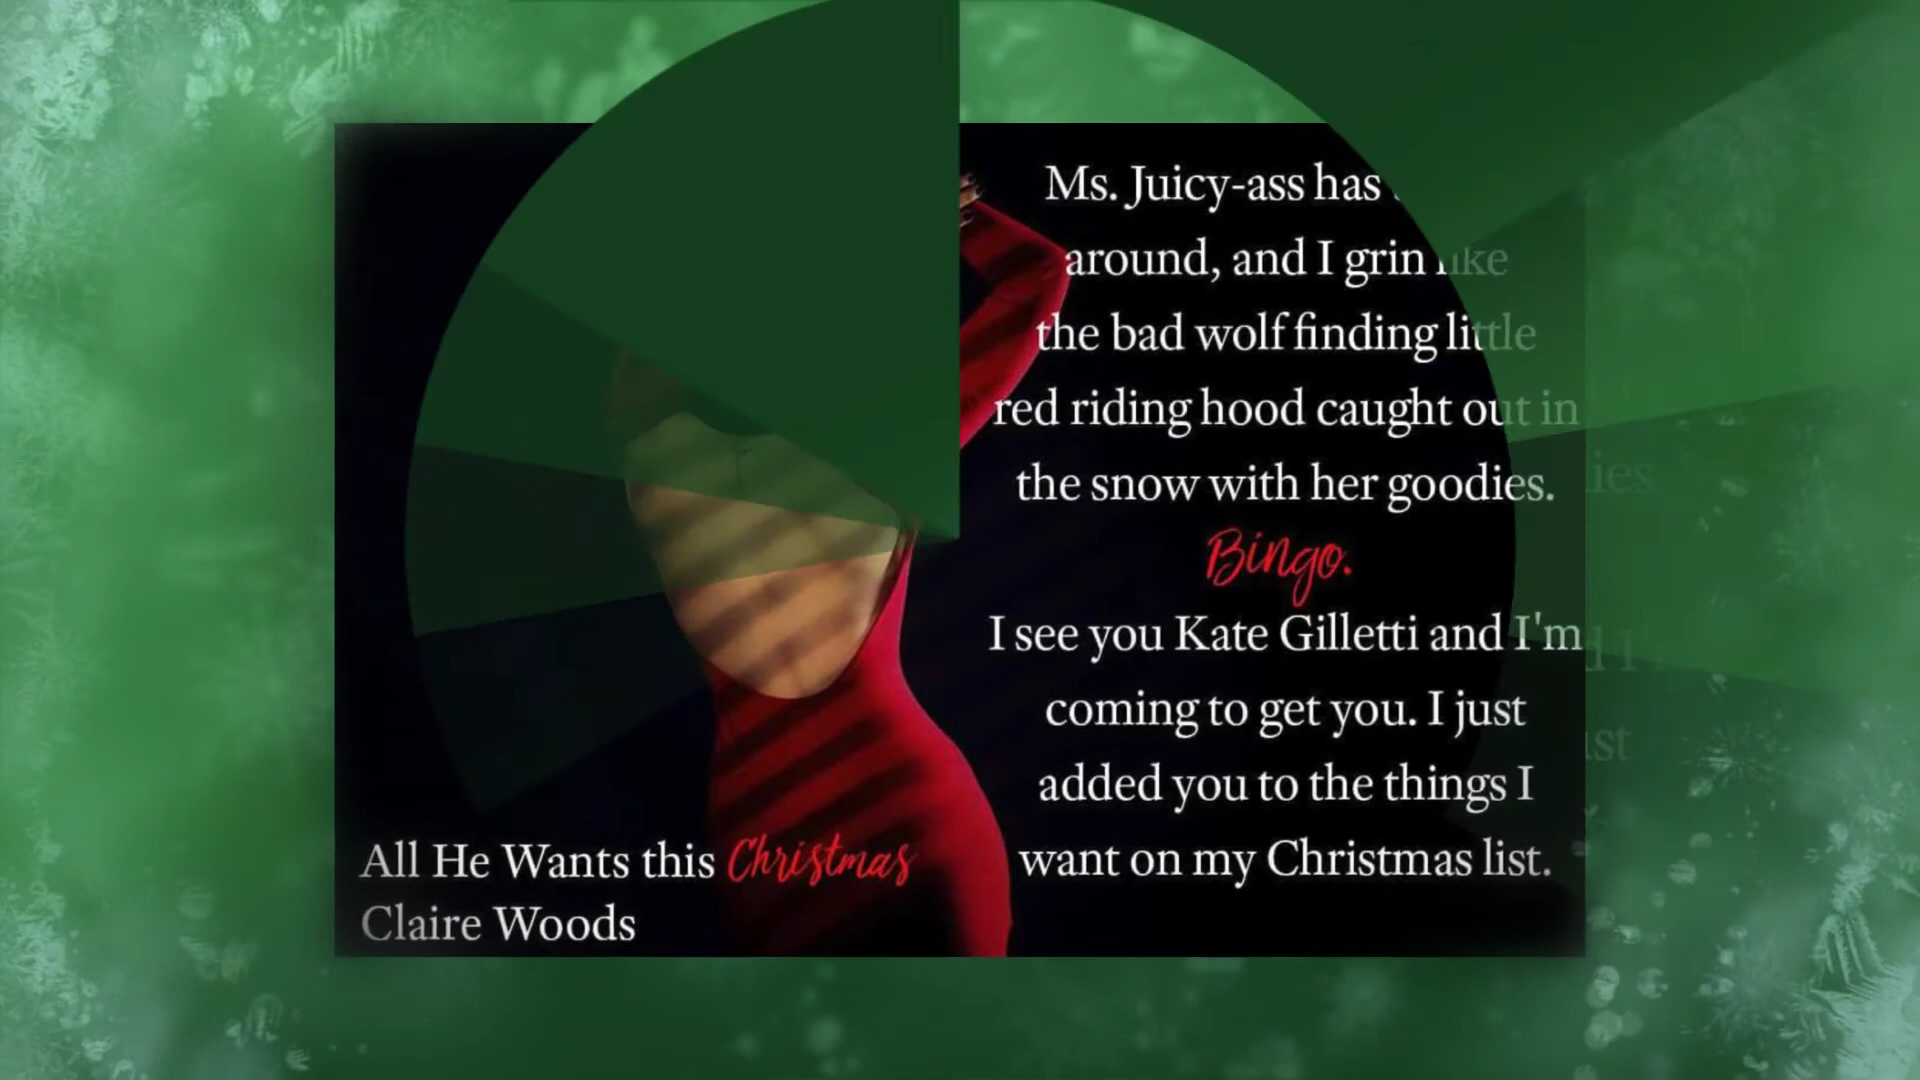 Ms. Juicy-ass has
around, and I grin like
the bad wolf finding little
red riding hood caught out in
the snow with her goodies.
Bingo.
I see you Kate Gilletti and I'm
coming to get you. I just
added you to the things I
want on my Christmas list.
All He Wants this Christmas
Claire Woods